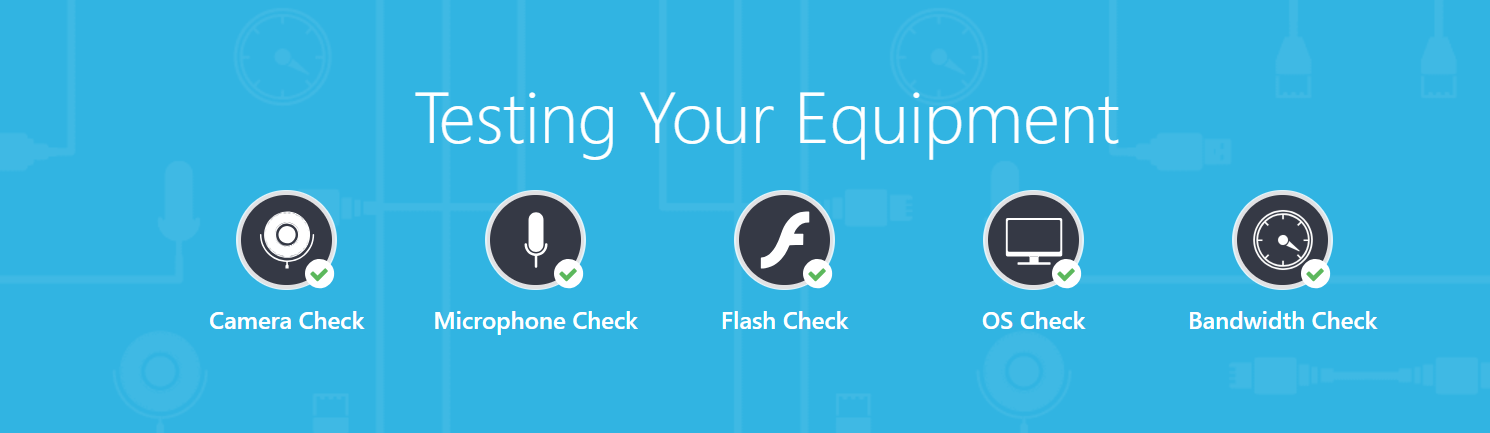 Testing Your Equipment
Camera Check
Microphone Check
Flash Check
OS Check
Bandwidth Check